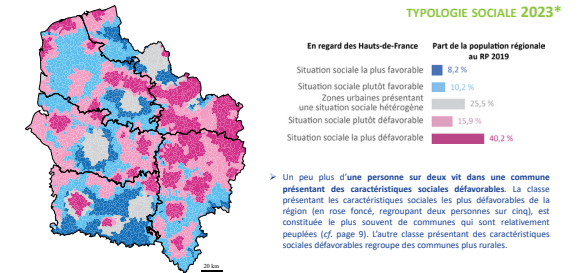 TYPOLOGIE SOCIALE 2023*
En regard des Hauts-de-France
Part de la population régionale
au RP 2019
Situation sociale la plus favorable
8,2 %
Situation sociale plutôt favorable
10,2 %
Zones urbaines présentant
une situation sociale hétérogène
25,5 %
Situation sociale plutôt défavorable
15,9 %
Situation sociale la plus défavorable
40,2 %
➢ Un peu plus d'une personne sur deux vit dans une commune
présentant des caractéristiques sociales défavorables. La classe
présentant les caractéristiques sociales les plus défavorables de la
région (en rose foncé, regroupant deux personnes sur cinq), est
constituée le plus souvent de communes qui sont relativement
peuplées (cf. page 9). L'autre classe présentant des caractéristiques
sociales défavorables regroupe des communes plus rurales.
20 km